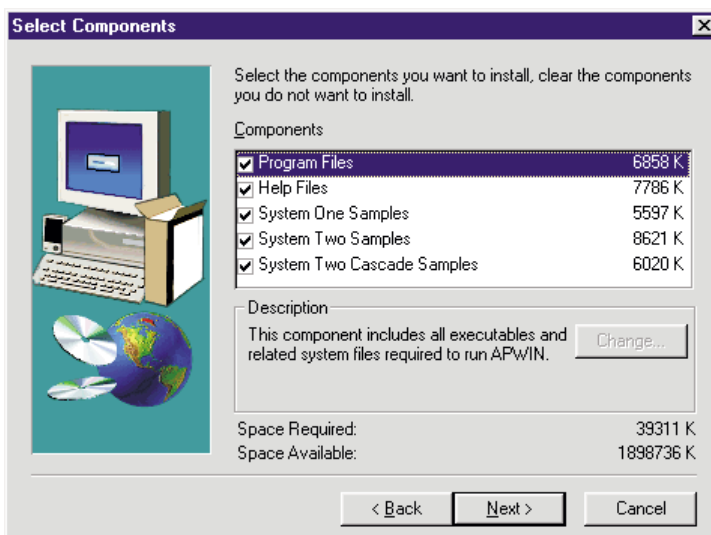 Select Components
Select the components you want to install, clear the components
you do not want to install.
Components
Program Files 6858 K
Help Files 7786 K
System One Samples 5597 K
System Two Samples 8621 K
System Two Cascade Samples 6020 K
Description
This component includes all executables and
related system files required to run APWIN.
Change...
Space Required: 39311 K
Space Available: 1898736 K
< Back
Next >
Cancel